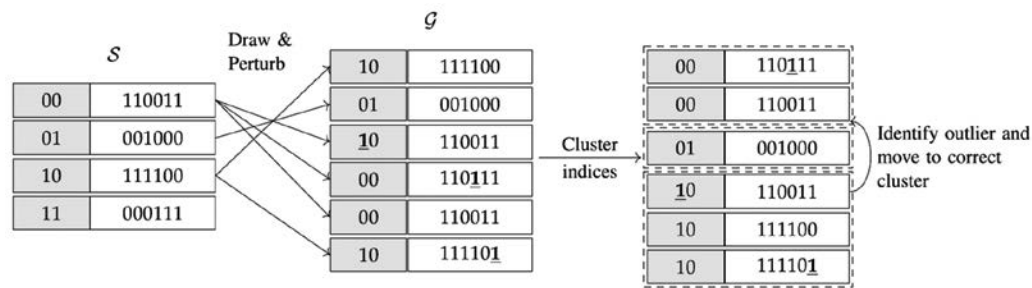 S
00 110011
01 001000
10 111100
11 000111
Draw &
Perturb
G
10 111100
01 001000
10 110011
00 110111
00 110011
10 111101
Cluster
indices
00 110111
00 110011
01 001000
10 110011
10 111100
10 111101
Identify outlier and
move to correct
cluster